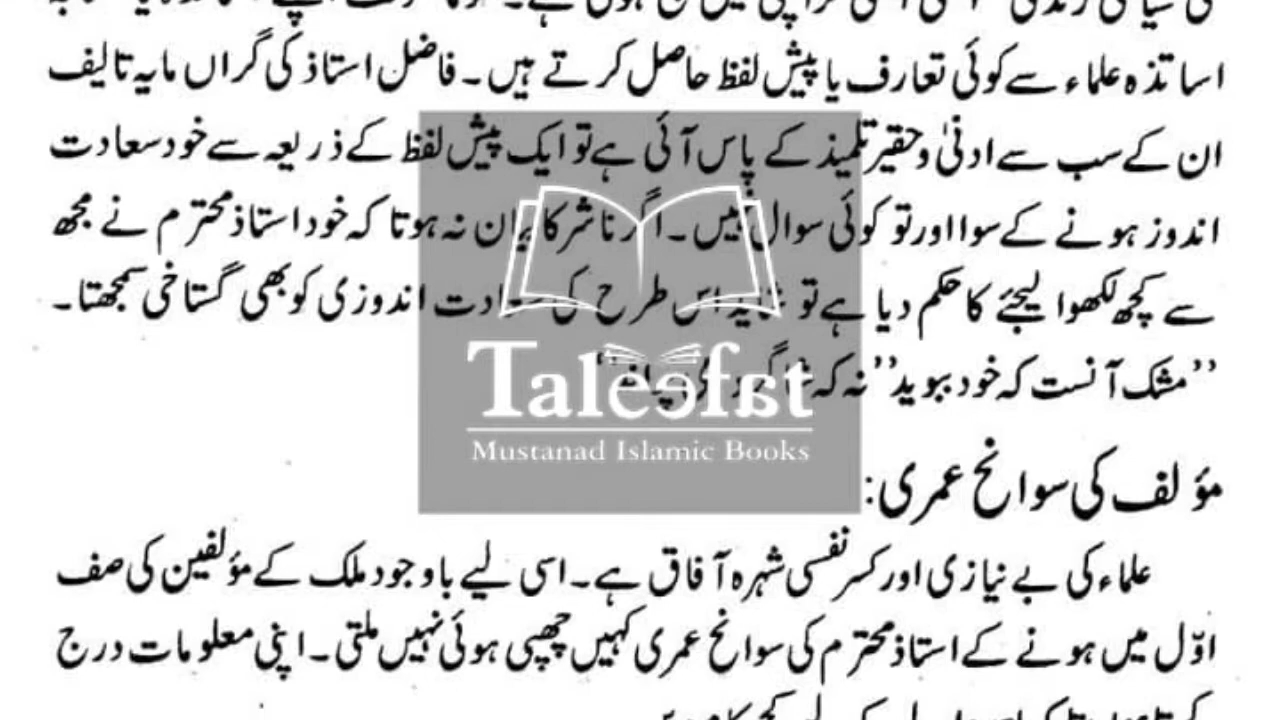 اساتذہ علماء سے کوئی تعارف یا پیش لفظ حاصل کرتے ہیں۔ فاضل استاذ کی گراں مایہ تالیف
ان کے سب سے ادنیٰ و حقیر تلمیذ کے پاس آئی ہے تو ایک پیش لفظ کے ذریعہ سے خود سعادت
اندوز ہونے کے سوا اور تو کوئی سوال نہیں۔ اگر ناشر کا ان نہ ہوتا کہ خود استاذ محترم نے مجھ
سے کچھ لکھوا لیجئے کا حکم دیا ہے تو شاید اس طرح کی سعادت اندوزی کو بھی گستاخی سمجھتا۔
’’مشک آنست کہ خود ببوید’’ نہ کہ
Taleefat
Mustanad Islamic Books
مؤلف کی سوانح عمری:
علماء کی بے نیازی اور کسر نفسی شہرہ آفاق ہے۔ اسی لیے باوجود ملک کے مؤلفین کی صف
اوّل میں ہونے کے استاذ محترم کی سوانح عمری کہیں چھپی ہوئی نہیں ملتی۔ اپنی معلومات درج